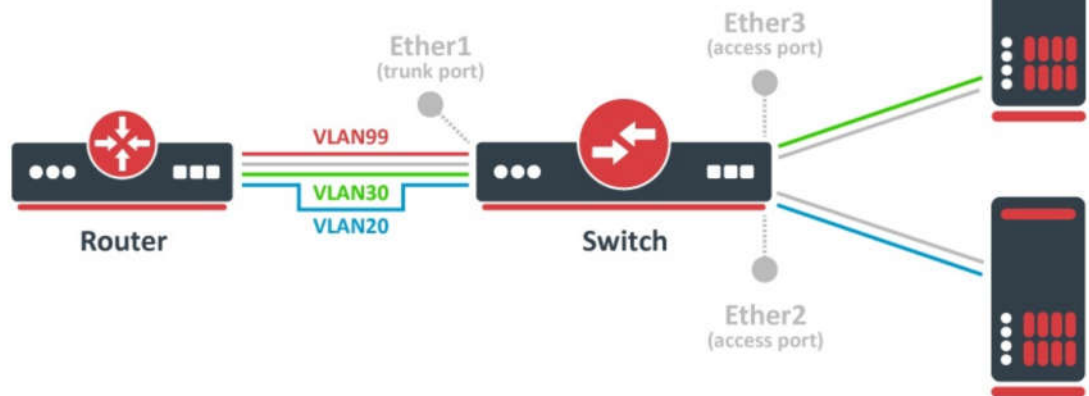 Ether3
(access port)
Ether1
(trunk port)
VLAN99
VLAN30
VLAN20
Router
Switch
Ether2
(access port)